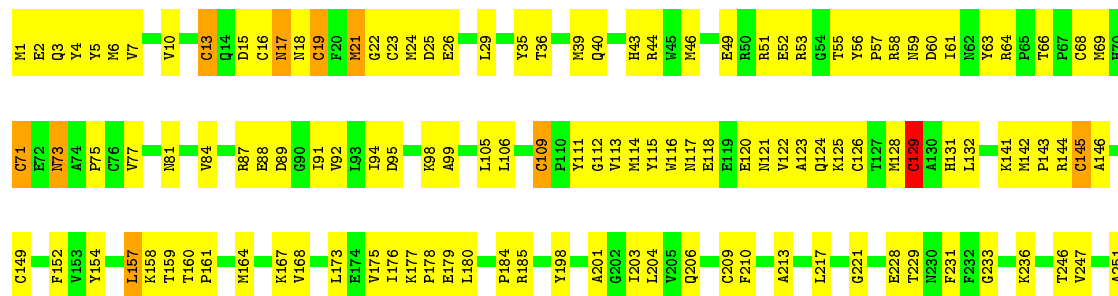 M1 E2 Q3 Y4 Y5 M6 V7 V10 C13 Q14 D15 C16 N17 N18 C19 F20 M21 G22 C23 M24 D25 E26 L29 Y35 T36 M39 Q40 H43 R44 W45 M46 E49 R50 R51 E52 R53 G54 T55 Y56 P57 R58 N59 D60 I61 N62 Y63 R64 P65 T66 P67 C68 M69 H70
C71 E72 N73 A74 P75 C76 V77 N81 V84 R87 E88 D89 G90 I91 V92 L93 I94 D95 K98 A99 L105 L106 C109 P110 Y111 G112 V113 M114 Y115 W116 N117 E118 E119 E120 N121 V122 A123 Q124 K125 C126 T127 M128 C129 A130 H131 L132 K141 M142 P143 R144 C145 A146
C149 F152 V153 Y154 L157 K158 T159 T160 P161 M164 K167 V168 L173 E174 V175 I176 K177 P178 E179 L180 P184 R185 Y198 A201 G202 I203 L204 V205 Q206 C209 F210 A213 L217 G221 E228 T229 N230 F231 F232 G233 K236 T246 V247